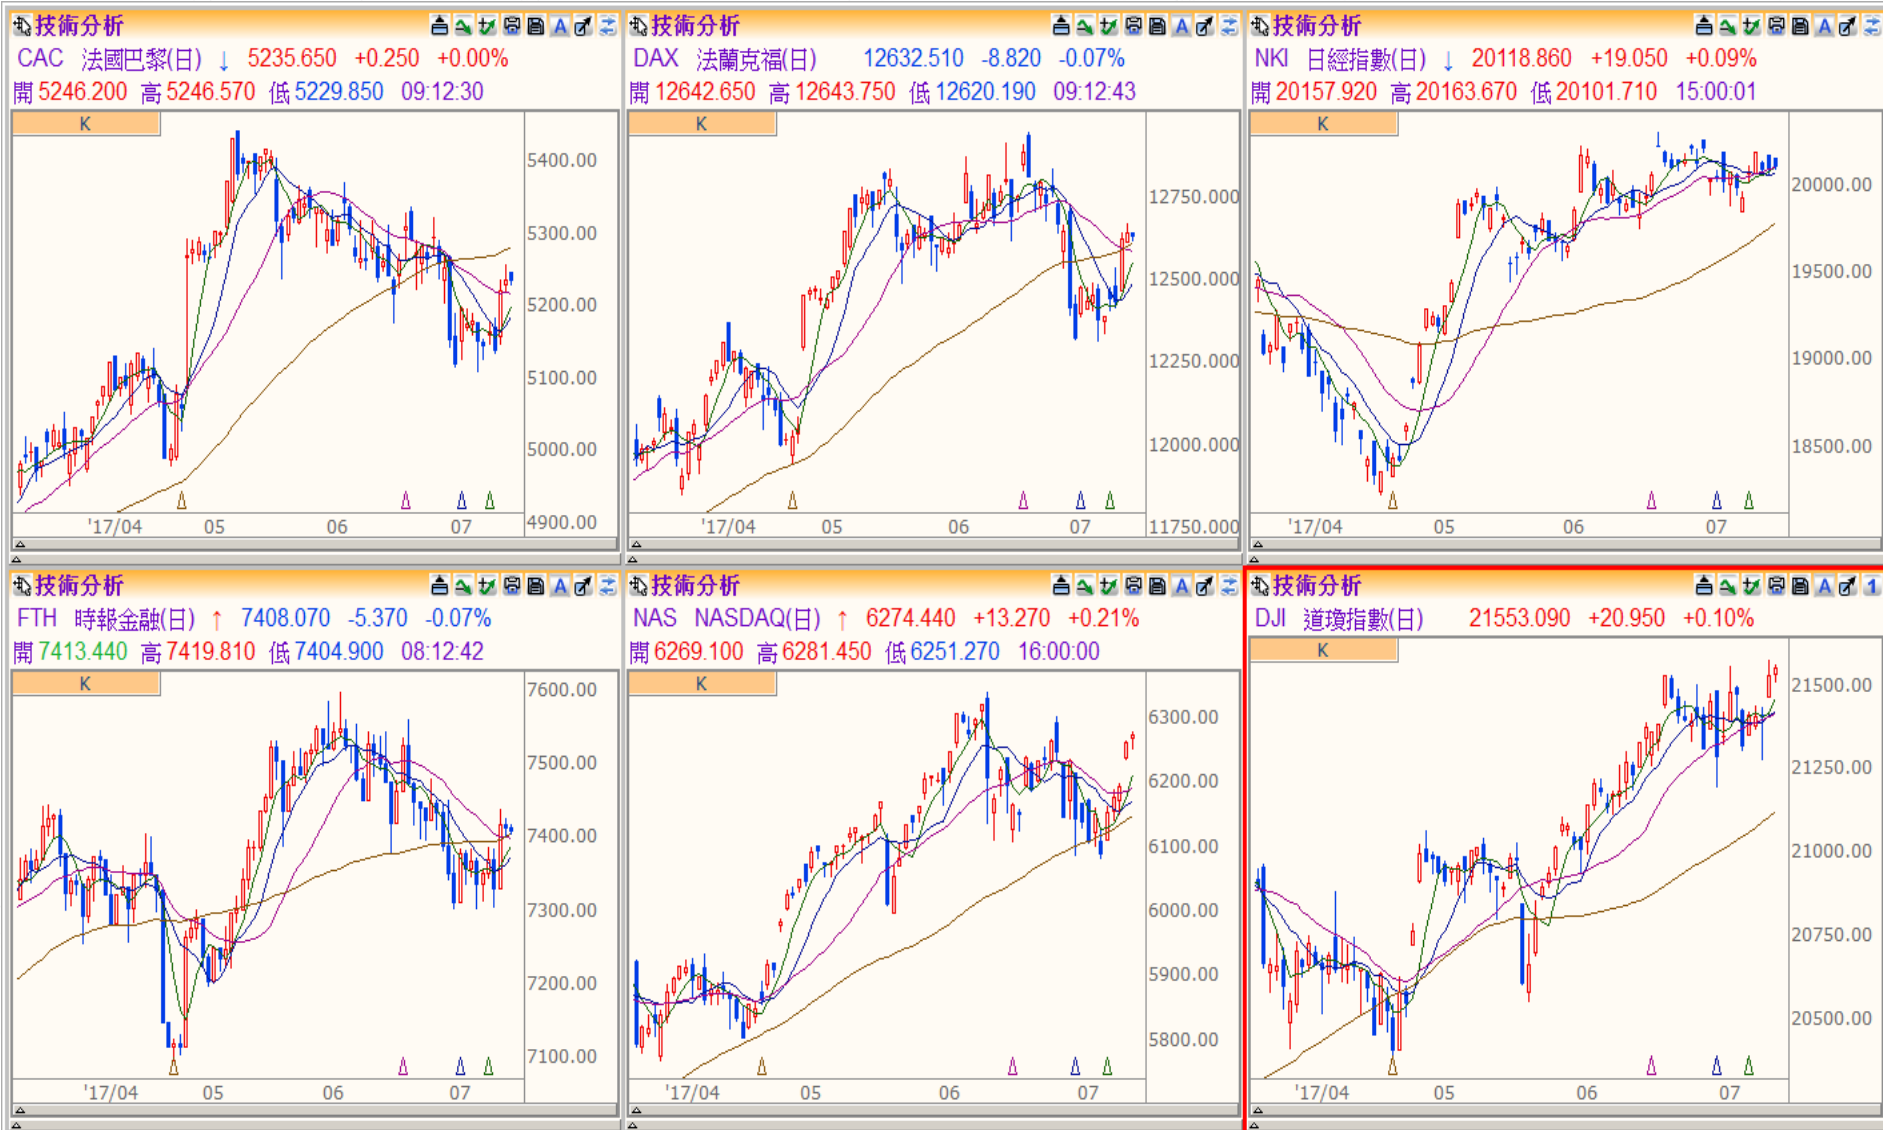 技術分析
CAC 法國巴黎(日) ↓ 5235.650 +0.250 +0.00%
開 5246.200 高 5246.570 低 5229.850 09:12:30
K
5400.00
5300.00
5200.00
5100.00
5000.00
4900.00
'17/04 05 06 07
技術分析
DAX 法蘭克福(日) 12632.510 -8.820 -0.07%
開 12642.650 高 12643.750 低 12620.190 09:12:43
K
12750.000
12500.000
12250.000
12000.000
11750.000
'17/04 05 06 07
技術分析
NKI 日經指數(日) ↓ 20118.860 +19.050 +0.09%
開 20157.920 高 20163.670 低 20101.710 15:00:01
K
20000.00
19500.00
19000.00
18500.00
'17/04 05 06 07
技術分析
FTH 時報金融(日) ↑ 7408.070 -5.370 -0.07%
開 7413.440 高 7419.810 低 7404.900 08:12:42
K
7600.00
7500.00
7400.00
7300.00
7200.00
7100.00
'17/04 05 06 07
技術分析
NAS NASDAQ(日) ↑ 6274.440 +13.270 +0.21%
開 6269.100 高 6281.450 低 6251.270 16:00:00
K
6300.00
6200.00
6100.00
6000.00
5900.00
5800.00
'17/04 05 06 07
技術分析 A 1
DJI 道瓊指數(日) 21553.090 +20.950 +0.10%
K
21500.00
21250.00
21000.00
20750.00
20500.00
'17/04 05 06 07